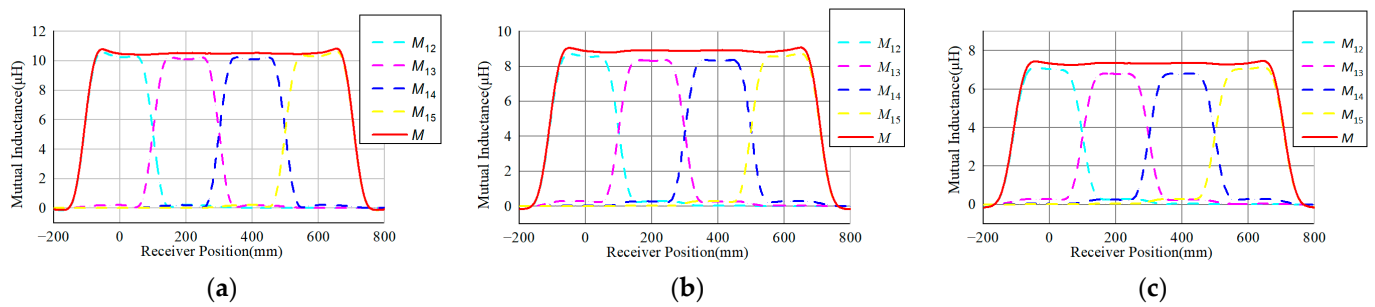 12
10
8
6
4
2
0
−200
0
200
400
600
800
Mutual Inductance(μH)
Receiver Position(mm)
M12
M13
M14
M15
M
(a)
10
8
6
4
2
0
−200
0
200
400
600
800
Mutual Inductance(μH)
Receiver Position(mm)
M12
M13
M14
M15
M
(b)
8
6
4
2
0
−200
0
200
400
600
800
Mutual Inductance(μH)
Receiver Position(mm)
M12
M13
M14
M15
M
(c)